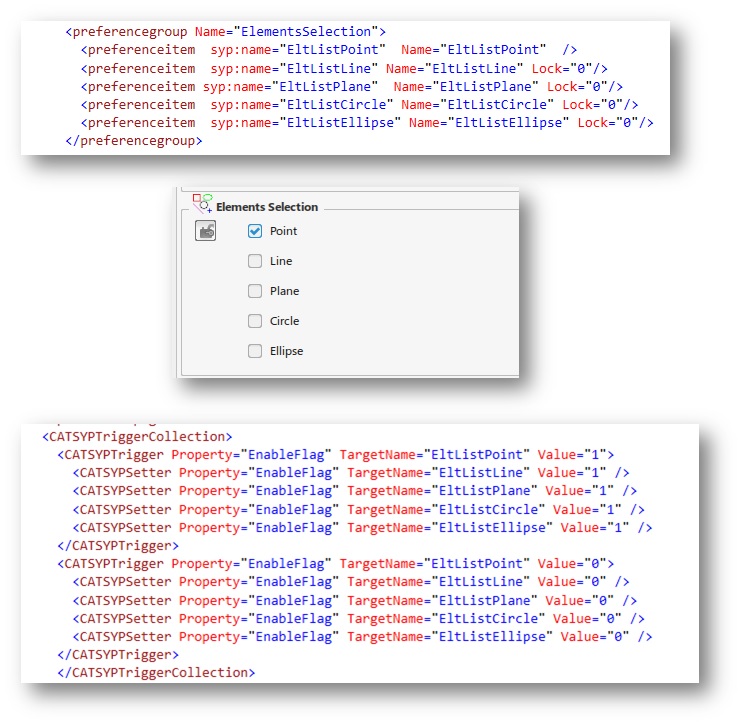 <preferencegroup Name="ElementsSelection">
<preferenceitem  syp:name="EltListPoint"  Name="EltListPoint"  />
<preferenceitem  syp:name="EltListLine" Name="EltListLine" Lock="0"/>
<preferenceitem syp:name="EltListPlane"  Name="EltListPlane" Lock="0"/>
<preferenceitem  syp:name="EltListCircle" Name="EltListCircle" Lock="0"/>
<preferenceitem  syp:name="EltListEllipse" Name="EltListEllipse" Lock="0"/>
</preferencegroup>
Elements Selection
Point
Line
Plane
Circle
Ellipse
<CATSYPTriggerCollection>
<CATSYPTrigger Property="EnableFlag" TargetName="EltListPoint" Value="1">
<CATSYPSetter Property="EnableFlag" TargetName="EltListLine" Value="1" />
<CATSYPSetter Property="EnableFlag" TargetName="EltListPlane" Value="1" />
<CATSYPSetter Property="EnableFlag" TargetName="EltListCircle" Value="1" />
<CATSYPSetter Property="EnableFlag" TargetName="EltListEllipse" Value="1" />
</CATSYPTrigger>
<CATSYPTrigger Property="EnableFlag" TargetName="EltListPoint" Value="0">
<CATSYPSetter Property="EnableFlag" TargetName="EltListLine" Value="0" />
<CATSYPSetter Property="EnableFlag" TargetName="EltListPlane" Value="0" />
<CATSYPSetter Property="EnableFlag" TargetName="EltListCircle" Value="0" />
<CATSYPSetter Property="EnableFlag" TargetName="EltListEllipse" Value="0" />
</CATSYPTrigger>
</CATSYPTriggerCollection>